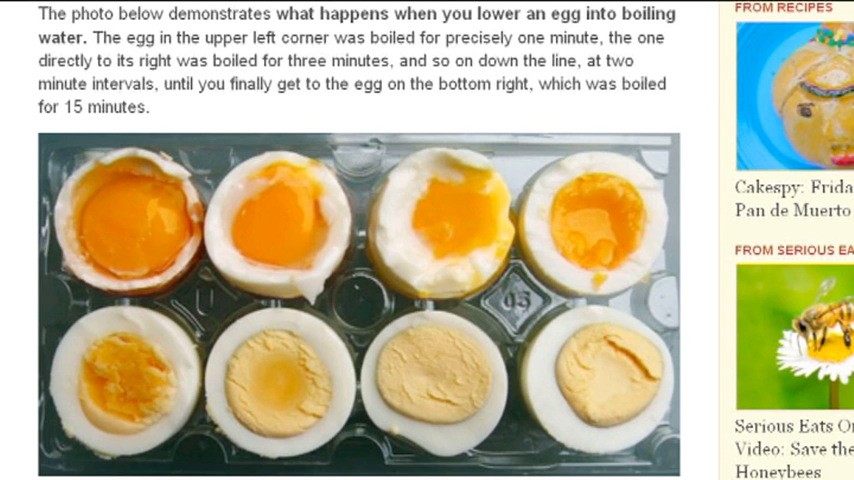 The photo below demonstrates what happens when you lower an egg into boiling
water. The egg in the upper left corner was boiled for precisely one minute, the one
directly to its right was boiled for three minutes, and so on down the line, at two
minute intervals, until you finally get to the egg on the bottom right, which was boiled
for 15 minutes.
05
FROM RECIPES
Cakespy: Frida
Pan de Muerto
FROM SERIOUS EA
Serious Eats O
Video: Save the
Honeybees